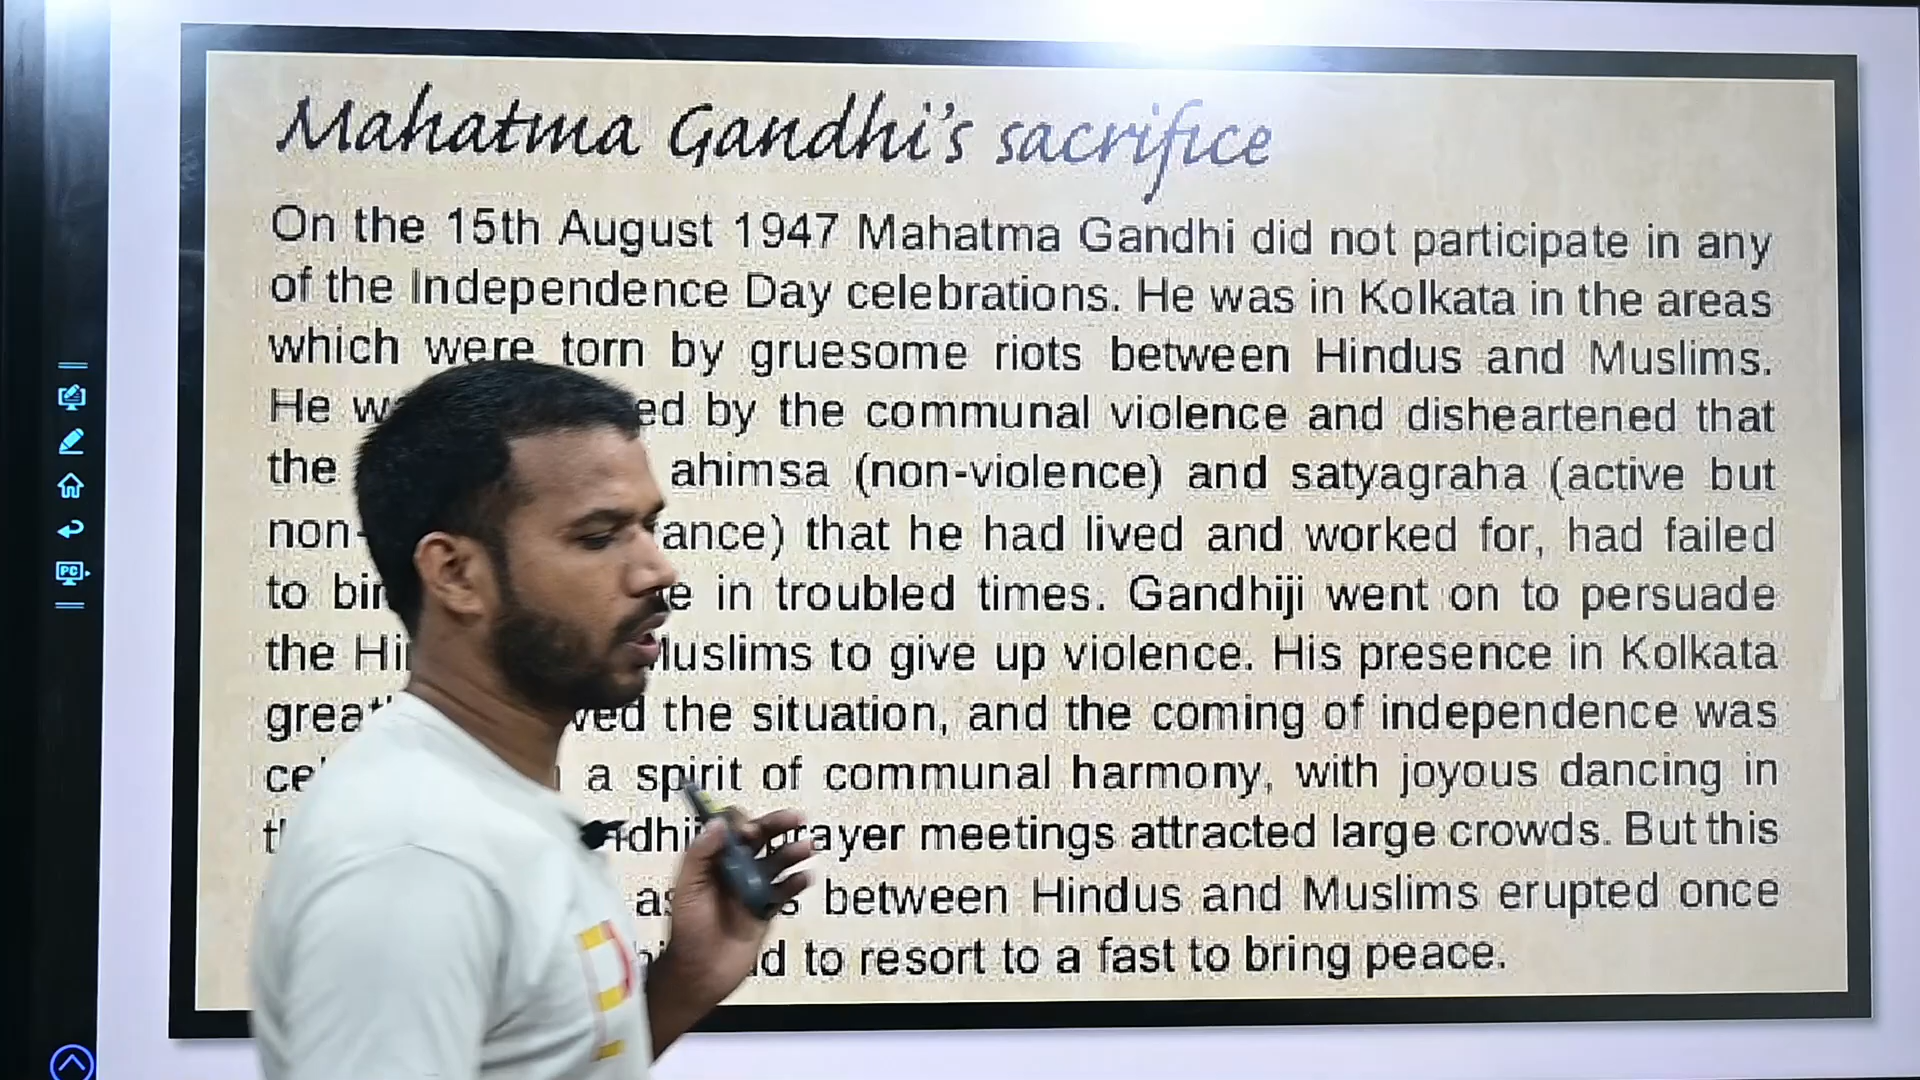 Mahatma Gandhi's sacrifice
On the 15th August 1947 Mahatma Gandhi did not participate in any
of the Independence Day celebrations. He was in Kolkata in the areas
which were torn by gruesome riots between Hindus and Muslims.
He by the communal violence and disheartened that
the ahimsa (non-violence) and satyagraha (active but
that he had lived and worked for, had failed
to in troubled times. Gandhiji went on to persuade
the Muslims to give up violence. His presence in Kolkata
the situation, and the coming of independence was
a spirit of communal harmony, with joyous dancing in
prayer meetings attracted large crowds. But this
between Hindus and Muslims erupted once
to resort to a fast to bring peace.
PC